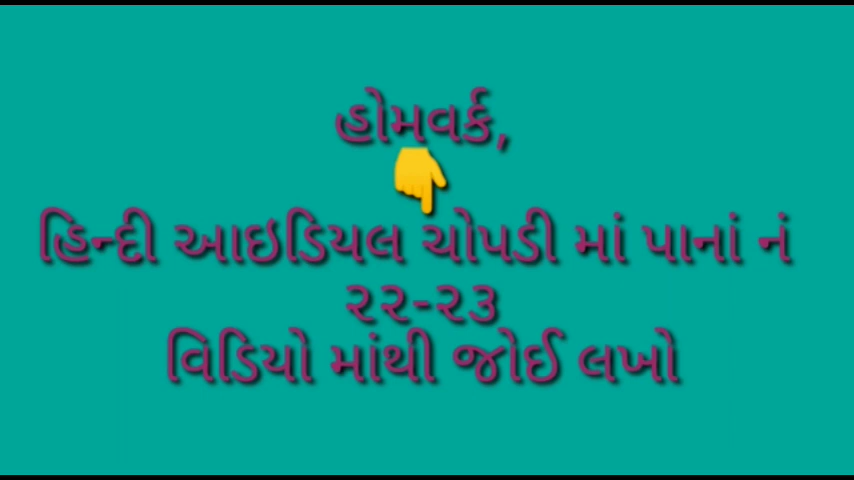 હોમવર્ક,
હિન્દી આઇડિયલ ચોપડી માં પાનાં નં
૨૨-૨૩
વિડિયો માંથી જોઈ લખો